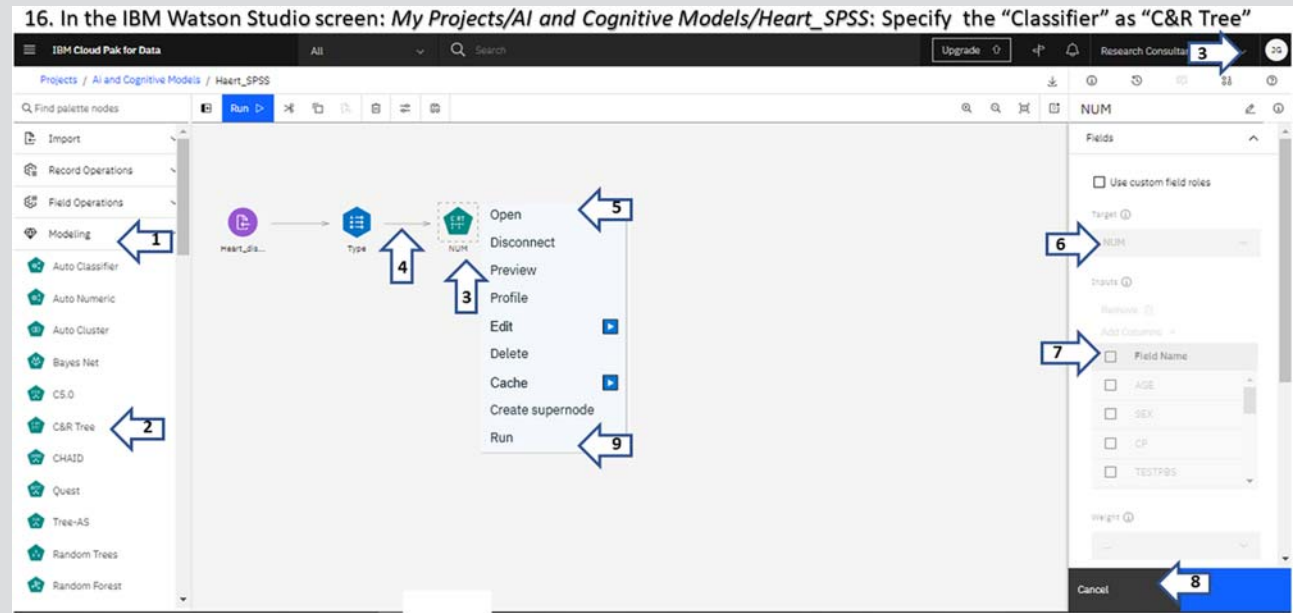 16. In the IBM Watson Studio screen: My Projects/AI and Cognitive Models/Heart_SPSS: Specify the “Classifier” as “C&R Tree”
IBM Cloud Pak for Data
All
Search
Upgrade
Research Consulta
3
JG
Projects / AI and Cognitive Models / Haert_SPSS
Find palette nodes
Run
NUM
Import
Record Operations
Field Operations
Modeling
1
Auto Classifier
Auto Numeric
Auto Cluster
Bayes Net
C5.0
C&R Tree
2
CHAID
Quest
Tree-AS
Random Trees
Random Forest
Heart_dis...
Type
4
C RT
NUM
3
Open
5
Disconnect
Preview
Profile
Edit
Delete
Cache
Create supernode
Run
9
Fields
Use custom field roles
Target
6
NUM
Inputs
Remove
Add Columns
7
Field Name
AGE
SEX
CP
TESTPBS
Weight
...
Cancel
8